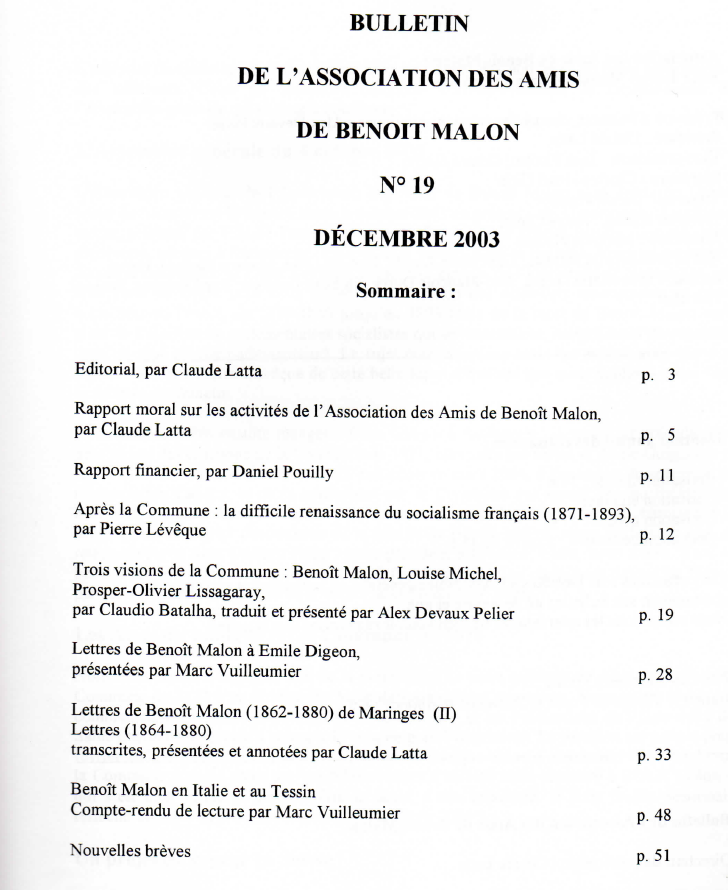 BULLETIN
DE L'ASSOCIATION DES AMIS
DE BENOIT MALON
N° 19
DÉCEMBRE 2003
Sommaire :
Editorial, par Claude Latta p. 3
Rapport moral sur les activités de l'Association des Amis de Benoît Malon,
par Claude Latta p. 5
Rapport financier, par Daniel Pouilly p. 11
Après la Commune : la difficile renaissance du socialisme français (1871-1893),
par Pierre Lévêque p. 12
Trois visions de la Commune : Benoît Malon, Louise Michel,
Prosper-Olivier Lissagaray,
par Claudio Batalha, traduit et présenté par Alex Devaux Pelier p. 19
Lettres de Benoît Malon à Emile Digeon,
présentées par Marc Vuilleumier p. 28
Lettres de Benoît Malon (1862-1880) de Maringes (II)
Lettres (1864-1880)
transcrites, présentées et annotées par Claude Latta p. 33
Benoît Malon en Italie et au Tessin
Compte-rendu de lecture par Marc Vuilleumier p. 48
Nouvelles brèves p. 51